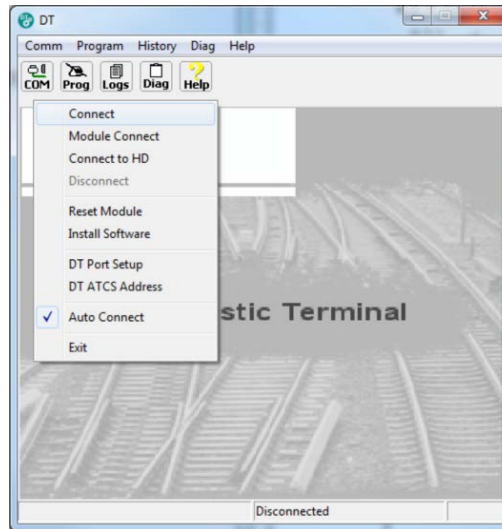 DT
Comm Program History Diag Help
COM Prog Logs Diag Help
Connect
Module Connect
Connect to HD
Disconnect
Reset Module
Install Software
DT Port Setup
DT ATCS Address
Auto Connect
stic Terminal
Exit
Disconnected